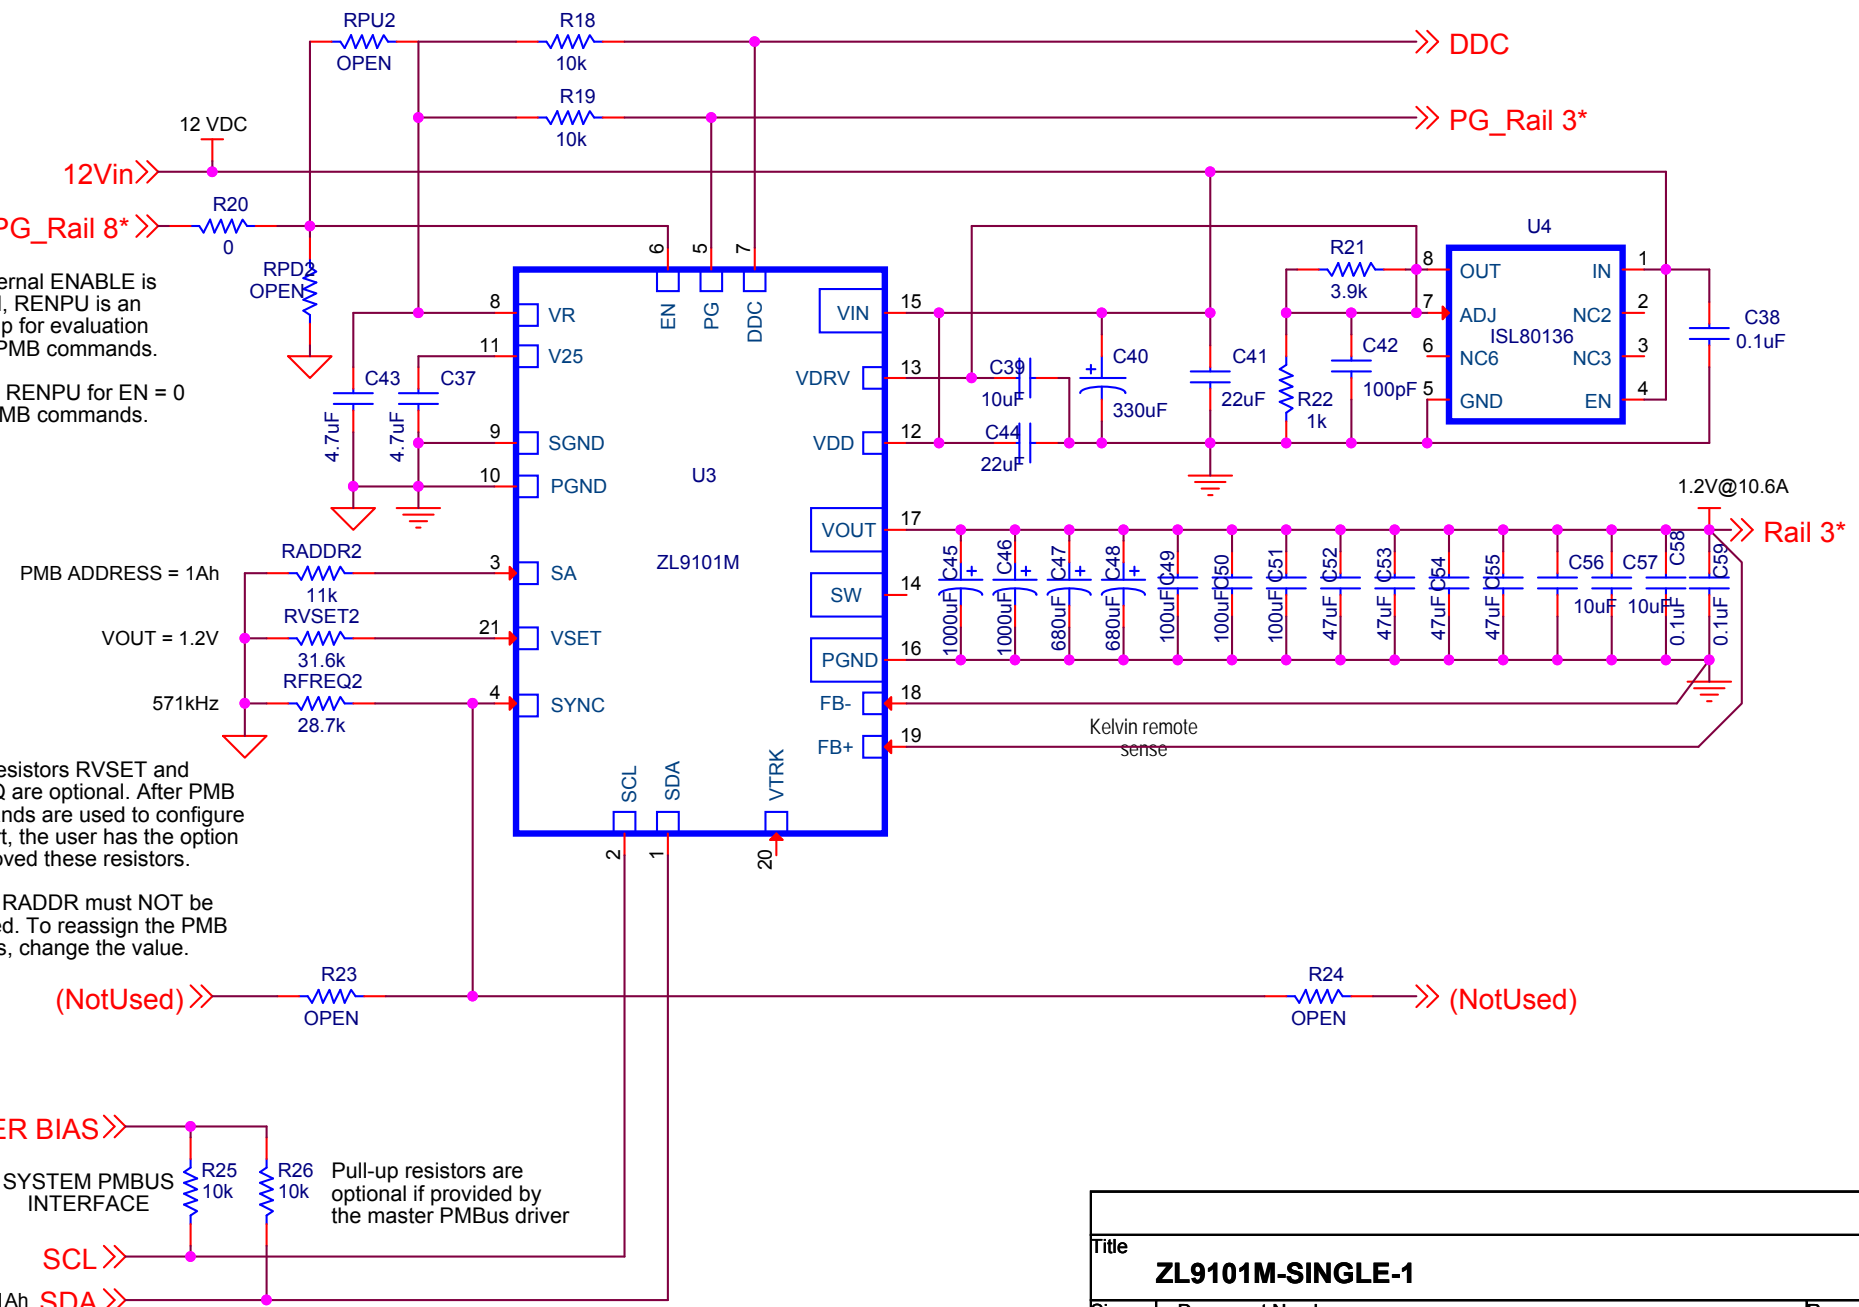 RPU2
OPEN
R18
10k
DDC
R19
10k
PG_Rail 3*
12 VDC
12Vin
R20
0
PG_Rail 8*
RPD2
OPEN
ernal ENABLE is
, RENPU is an
p for evaluation
PMB commands.
RENPU for EN = 0
MB commands.
6
5
7
EN
PG
DDC
8
VR
11
V25
C43
4.7uF
C37
4.7uF
9
SGND
10
PGND
U3
ZL9101M
15
VIN
13
VDRV
12
VDD
17
VOUT
14
SW
16
PGND
18
FB-
19
FB+
C39
10uF
C44
22uF
C40
330uF
C41
22uF
R21
3.9k
R22
1k
C42
100pF
U4
ISL80136
8
OUT
7
ADJ
6
NC6
5
GND
IN
1
NC2
2
NC3
3
EN
4
C38
0.1uF
1.2V@10.6A
Rail 3*
C45
1000uF
C46
1000uF
C47
680uF
C48
680uF
C49
100uF
C50
100uF
C51
100uF
C52
47uF
C53
47uF
C54
47uF
C55
47uF
C56
10uF
C57
10uF
C58
0.1uF
C59
0.1uF
Kelvin remote
sense
PMB ADDRESS = 1Ah
RADDR2
11k
3
SA
VOUT = 1.2V
RVSET2
31.6k
21
VSET
571kHz
RFREQ2
28.7k
4
SYNC
SCL
SDA
VTRK
2
1
20
esistors RVSET and
Q are optional. After PMB
nds are used to configure
t, the user has the option
oved these resistors.
RADDR must NOT be
ed. To reassign the PMB
s, change the value.
(NotUsed)
R23
OPEN
R24
OPEN
(NotUsed)
ER BIAS
SYSTEM PMBUS
INTERFACE
R25
10k
R26
10k
Pull-up resistors are
optional if provided by
the master PMBus driver
SCL
SDA
Title
ZL9101M-SINGLE-1